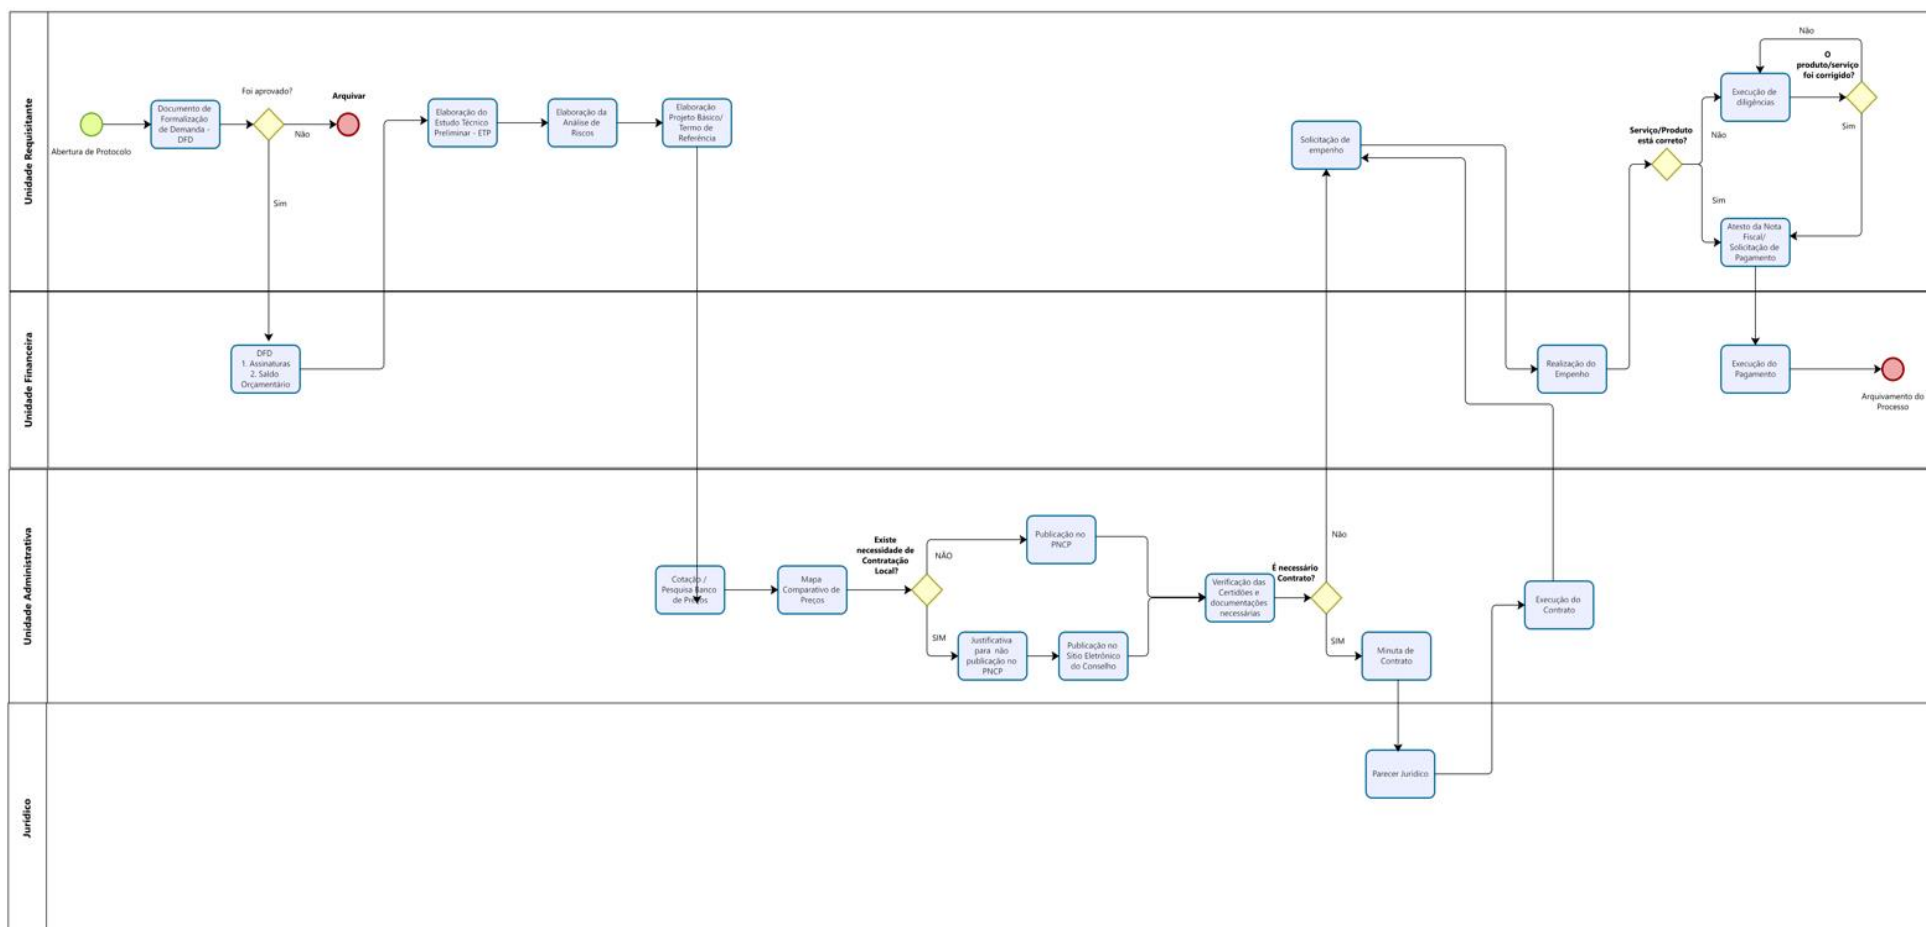 Unidade Requisitante
Abertura de Protocolo
Documento de
Formalização
de Demanda -
DFD
Foi aprovado?
Não
Arquivar
Sim
Elaboração do
Estudo Técnico
Preliminar - ETP
Elaboração da
Análise de
Riscos
Elaboração
Projeto Básico/
Termo de
Referência
Solicitação de
empenho
Serviço/Produto
está correto?
Não
Sim
Execução de
diligências
Não
O
produto/serviço
foi corrigido?
Sim
Atesto da Nota
Fiscal/
Solicitação de
Pagamento
Unidade Financeira
DFD
1. Assinaturas
2. Saldo
Orçamentário
Realização do
Empenho
Execução do
Pagamento
Arquivamento do
Processo
Unidade Administrativa
Cotação /
Pesquisa Banco
de Preços
Mapa
Comparativo de
Preços
Existe
necessidade de
Contratação
Local?
NÃO
SIM
Publicação no
PNCP
Justificativa
para não
publicação no
PNCP
Publicação no
Sítio Eletrônico
do Conselho
Verificação das
Certidões e
documentações
necessárias
É necessário
Contrato?
Não
SIM
Minuta de
Contrato
Execução do
Contrato
Jurídico
Parecer Jurídico